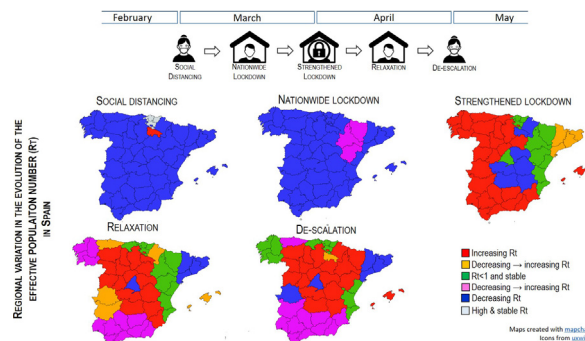 February
March
April
May
SOCIAL DISTANCING
NATIONWIDE LOCKDOWN
STRENGTHENED LOCKDOWN
RELAXATION
DE-ESCALATION
REGIONAL VARIATION IN THE EVOLUTION OF THE
EFFECTIVE POPULAITON NUMBER (RT)
IN SPAIN
SOCIAL DISTANCING
NATIONWIDE LOCKDOWN
STRENGTHENED LOCKDOWN
RELAXATION
DE-SCALATION
Increasing Rt
Decreasing → increasing Rt
Rt<1 and stable
Decreasing → increasing Rt
Decreasing Rt
High & stable Rt
Maps created with mapch
Icons from